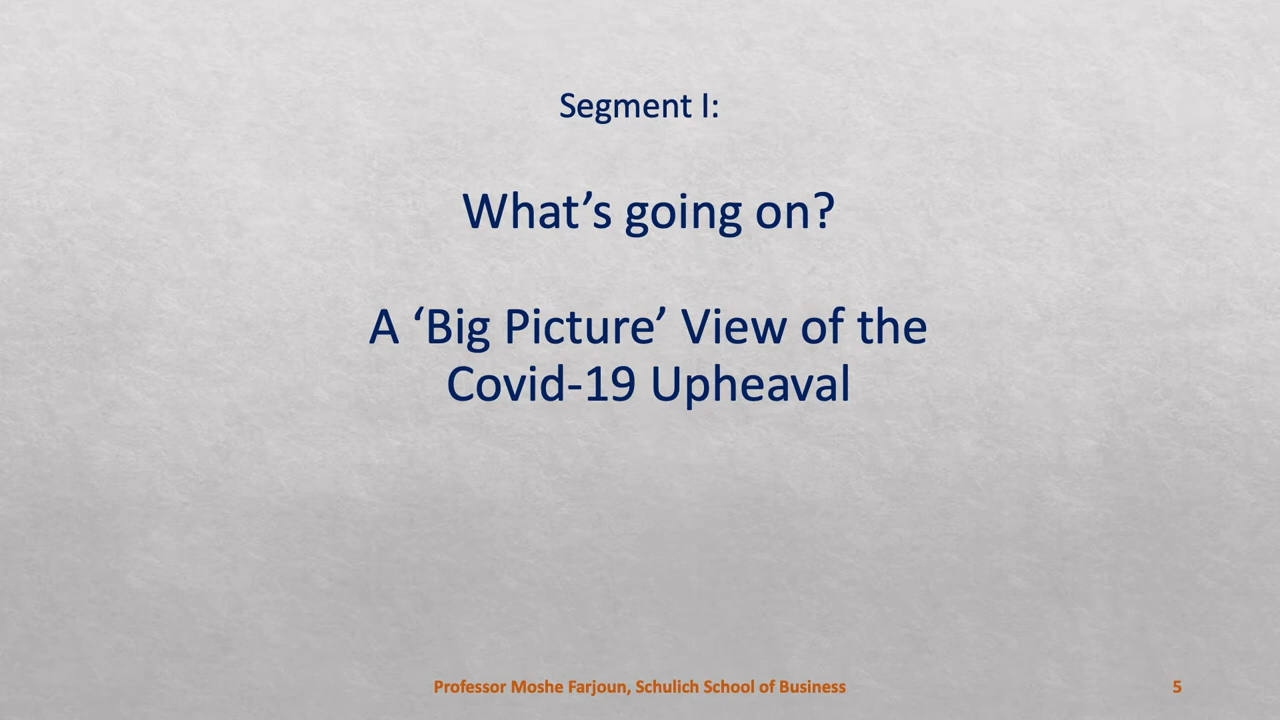 Segment I:
What’s going on?
A ‘Big Picture’ View of the
Covid-19 Upheaval
Professor Moshe Farjoun, Schulich School of Business
5